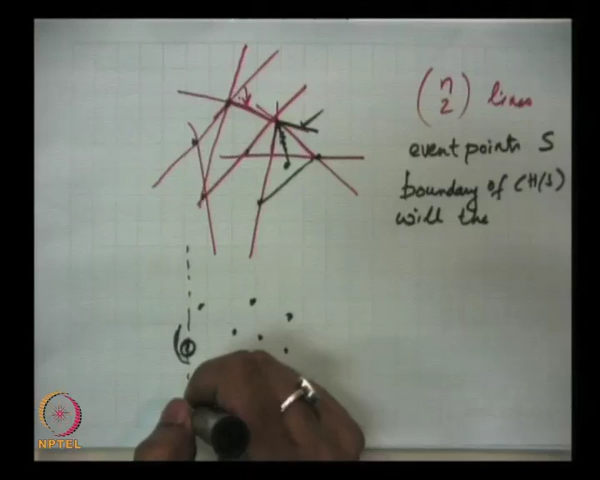 (n 2) lines
event points S
boundary of CH(S)
will the
NPTEL